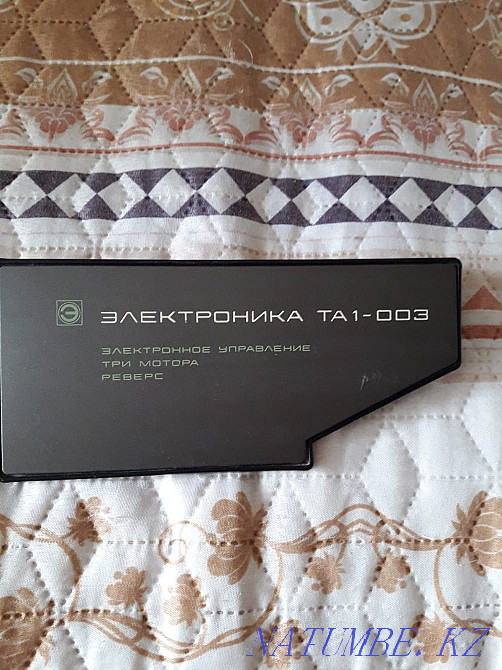 ЭЛЕКТРОНИКА ТА1-003
ЭЛЕКТРОННОЕ УПРАВЛЕНИЕ
ТРИ МОТОРА
РЕВЕРС
NATUMBE.KZ